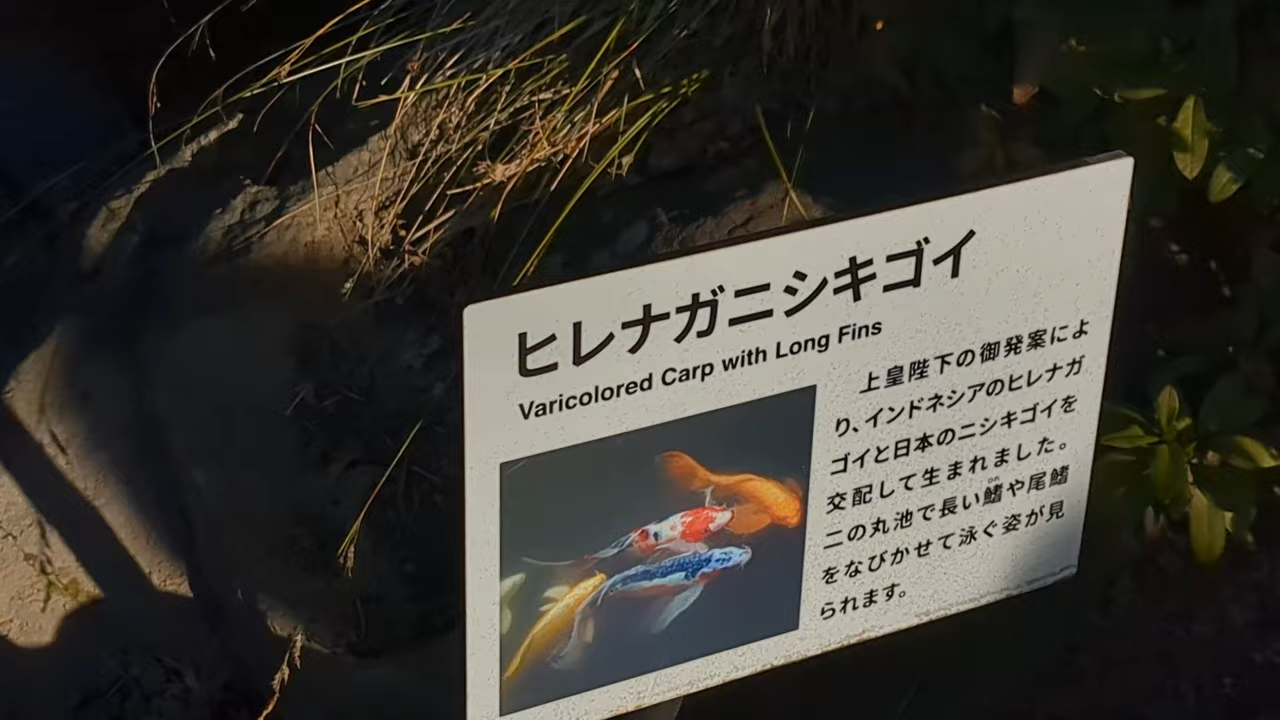 ヒレナガニシキゴイ
Varicolored Carp with Long Fins
上皇陛下の御発案によ
り、インドネシアのヒレナガ
ゴイと日本のニシキゴイを
交配して生まれました。
二の丸池で長い鰭や尾鰭
をなびかせて泳ぐ姿が見
られます。